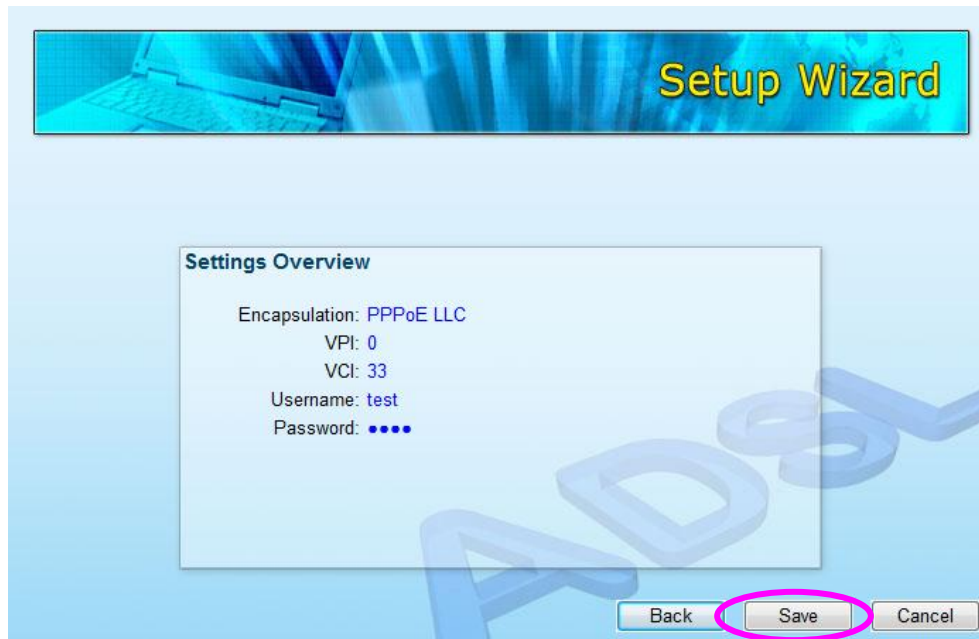 Setup Wizard
Settings Overview
Encapsulation: PPPoE LLC
VPI: 0
VCI: 33
Username: test
Password: ●●●●
ADSL
Back Save Cancel